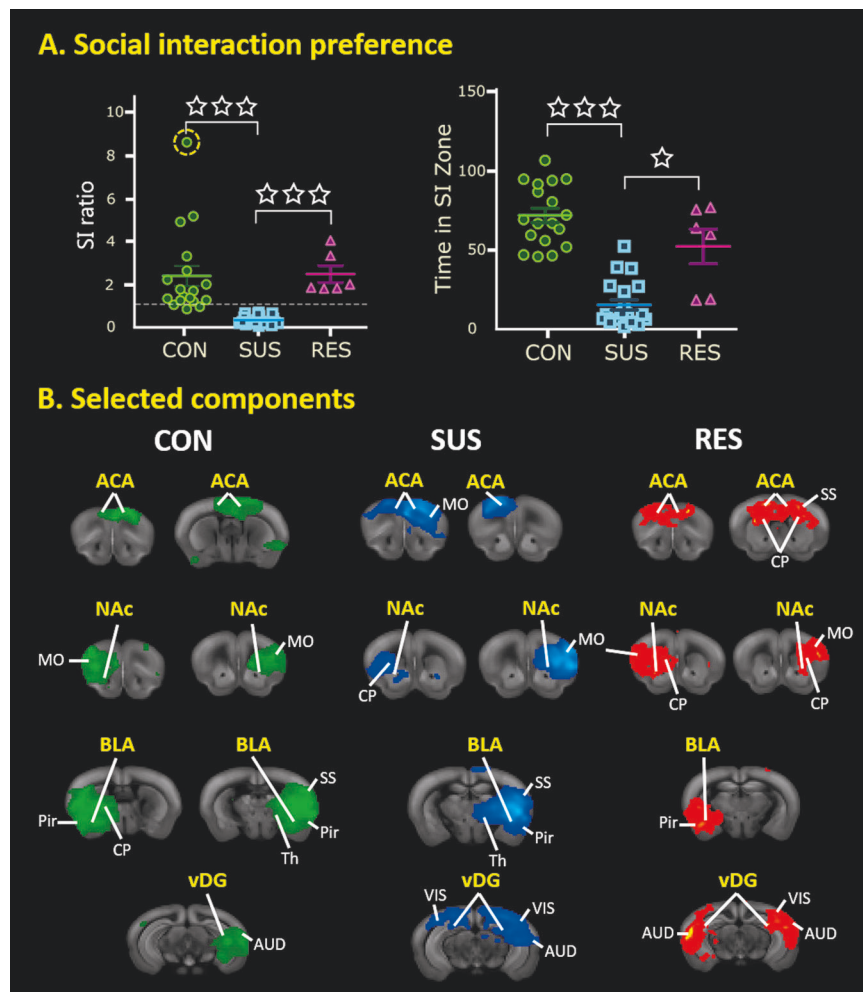 A. Social interaction preference
10
8
6
4
2
0
SI ratio
CON SUS RES
150
100
50
0
Time in SI Zone
CON SUS RES
B. Selected components
CON SUS RES
ACA ACA ACA MO ACA ACA ACA SS CP
NAc NAc NAc NAc NAc NAc
MO MO CP MO CP MO CP
BLA BLA BLA BLA
Pir CP SS Th Pir SS Th Pir Pir
vDG vDG vDG
AUD VIS VIS AUD AUD VIS AUD